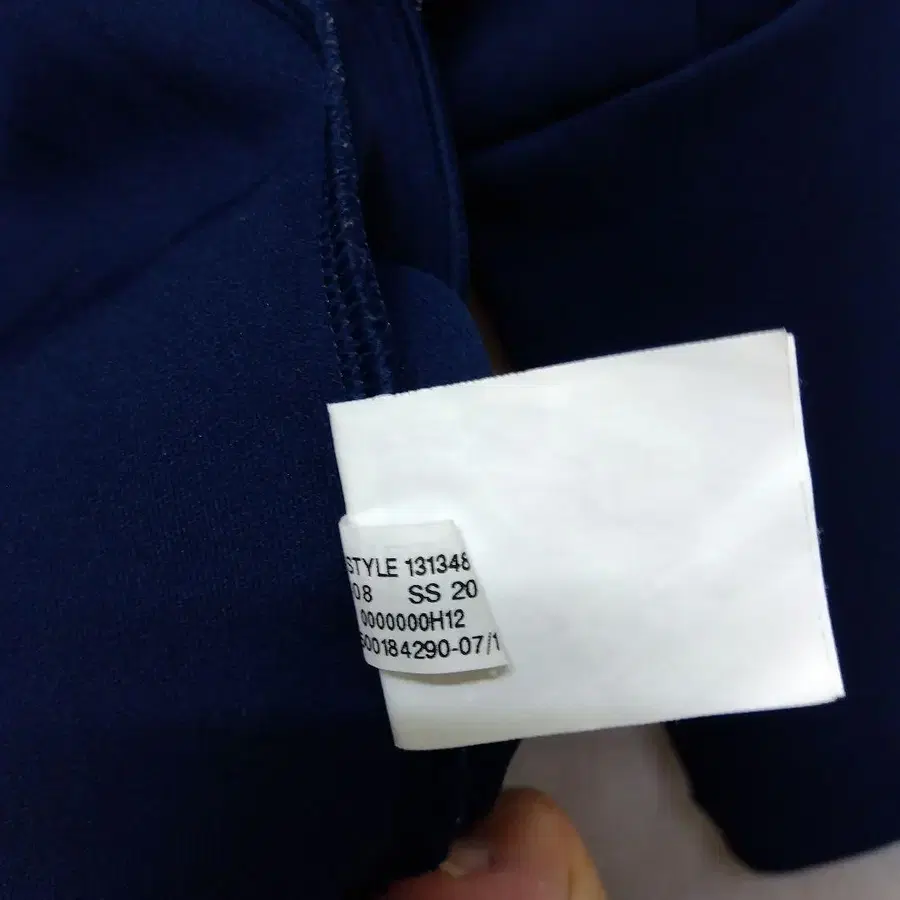 STYLE 131348
08 SS 20
0000000H12
500184290-07/1